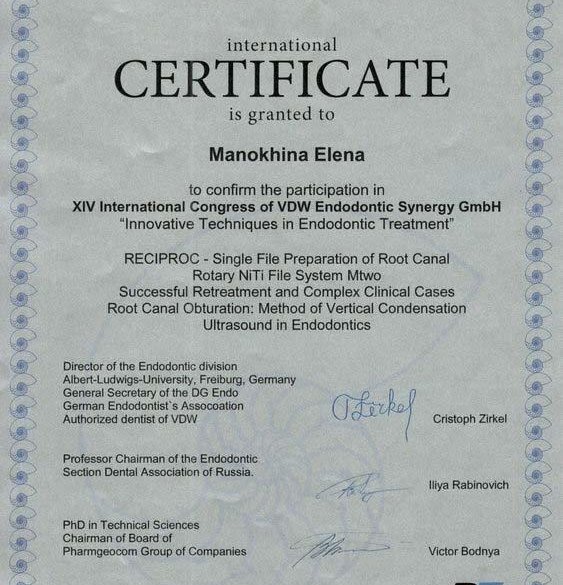 international
CERTIFICATE
is granted to
Manokhina Elena
to confirm the participation in
XIV International Congress of VDW Endodontic Synergy GmbH
“Innovative Techniques in Endodontic Treatment”
RECIPROC - Single File Preparation of Root Canal
Rotary NiTi File System Mtwo
Successful Retreatment and Complex Clinical Cases
Root Canal Obturation: Method of Vertical Condensation
Ultrasound in Endodontics
Director of the Endodontic division
Albert-Ludwigs-University, Freiburg, Germany
General Secretary of the DG Endo
German Endodontist`s Assocoation
Authorized dentist of VDW
Cristoph Zirkel
Professor Chairman of the Endodontic
Section Dental Association of Russia.
Iliya Rabinovich
PhD in Technical Sciences
Chairman of Board of
Pharmgeocom Group of Companies
Victor Bodnya